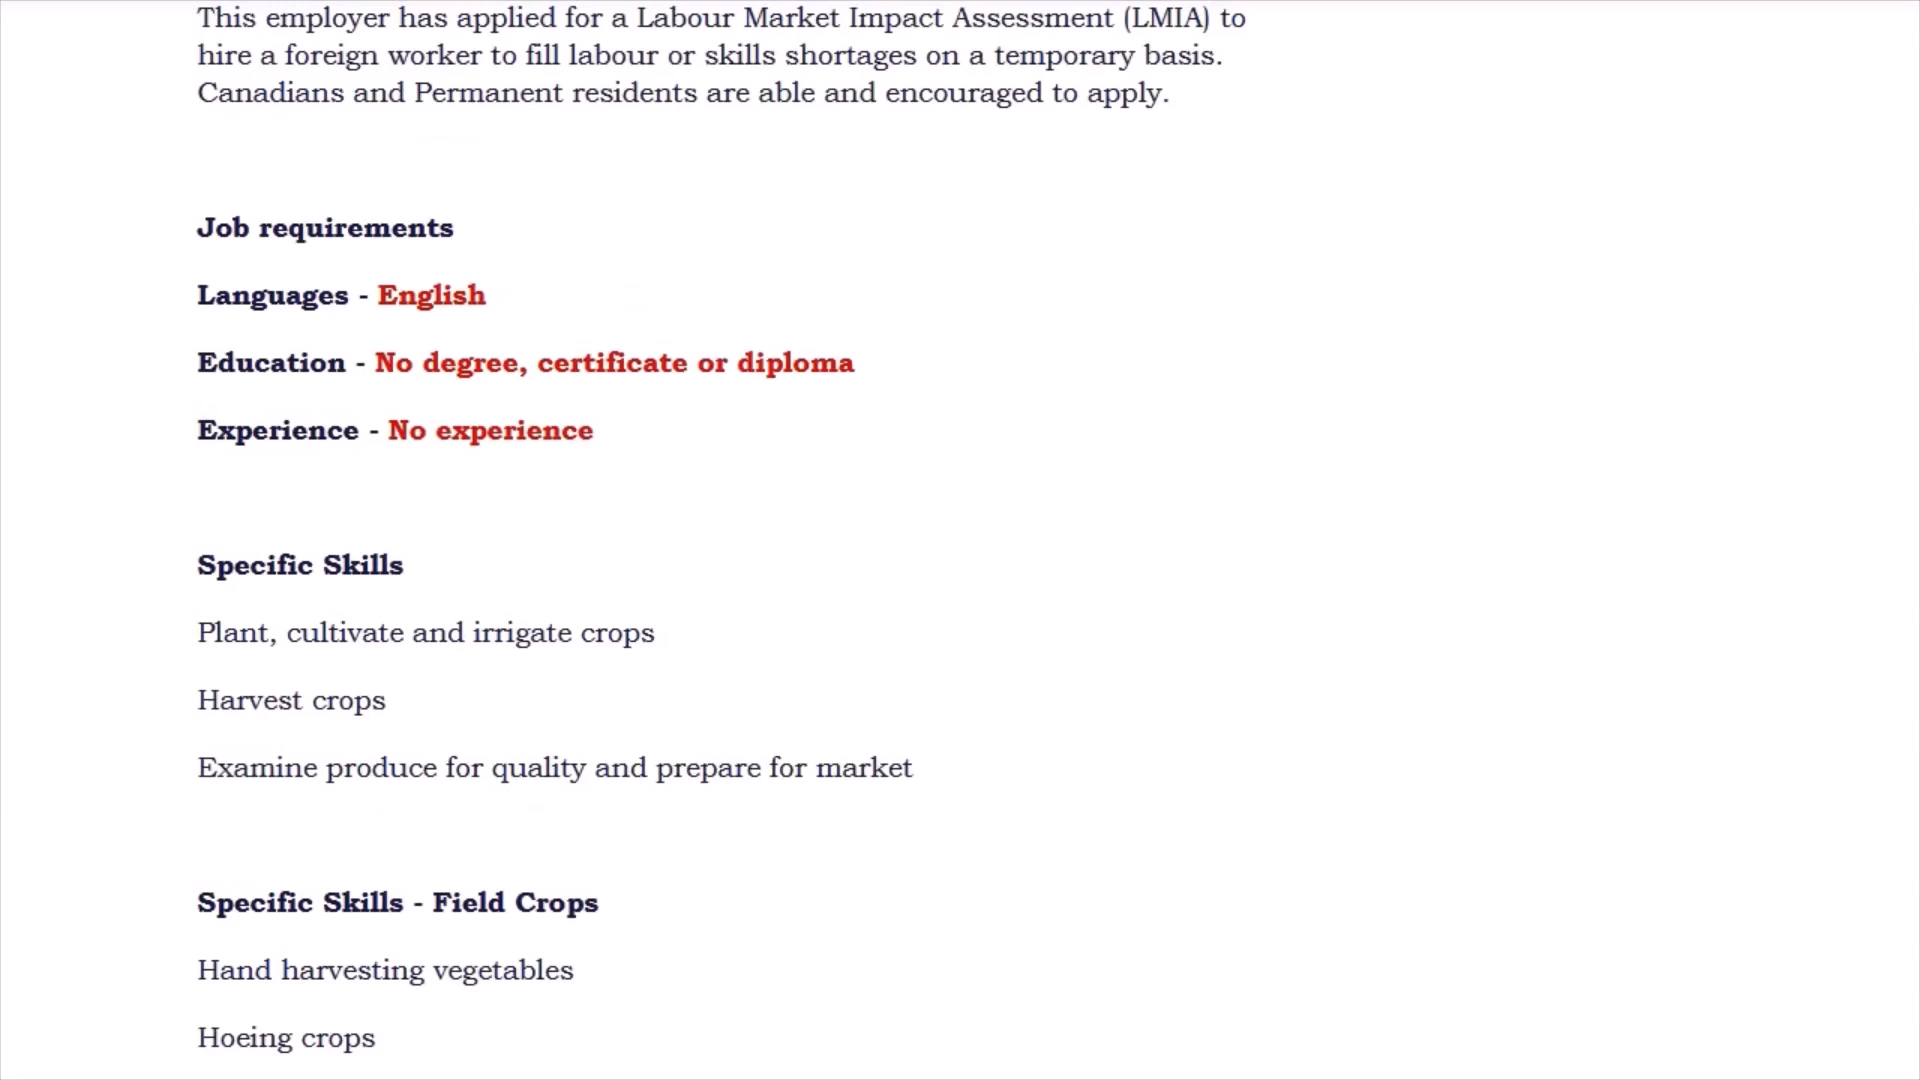 This employer has applied for a Labour Market Impact Assessment (LMIA) to
hire a foreign worker to fill labour or skills shortages on a temporary basis.
Canadians and Permanent residents are able and encouraged to apply.
Job requirements
Languages - English
Education - No degree, certificate or diploma
Experience - No experience
Specific Skills
Plant, cultivate and irrigate crops
Harvest crops
Examine produce for quality and prepare for market
Specific Skills - Field Crops
Hand harvesting vegetables
Hoeing crops